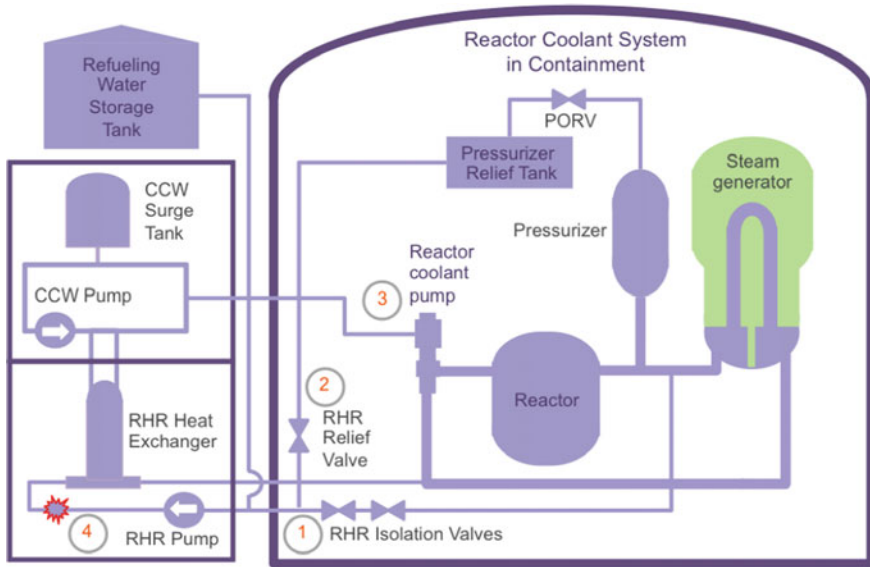 Reactor Coolant System
in Containment
Refueling
Water
Storage
Tank
PORV
Pressurizer
Relief Tank
Steam
generator
CCW
Surge
Tank
Pressurizer
Reactor
coolant
pump
3
CCW Pump
2
RHR
Relief
Valve
Reactor
RHR Heat
Exchanger
4
RHR Pump
1
RHR Isolation Valves